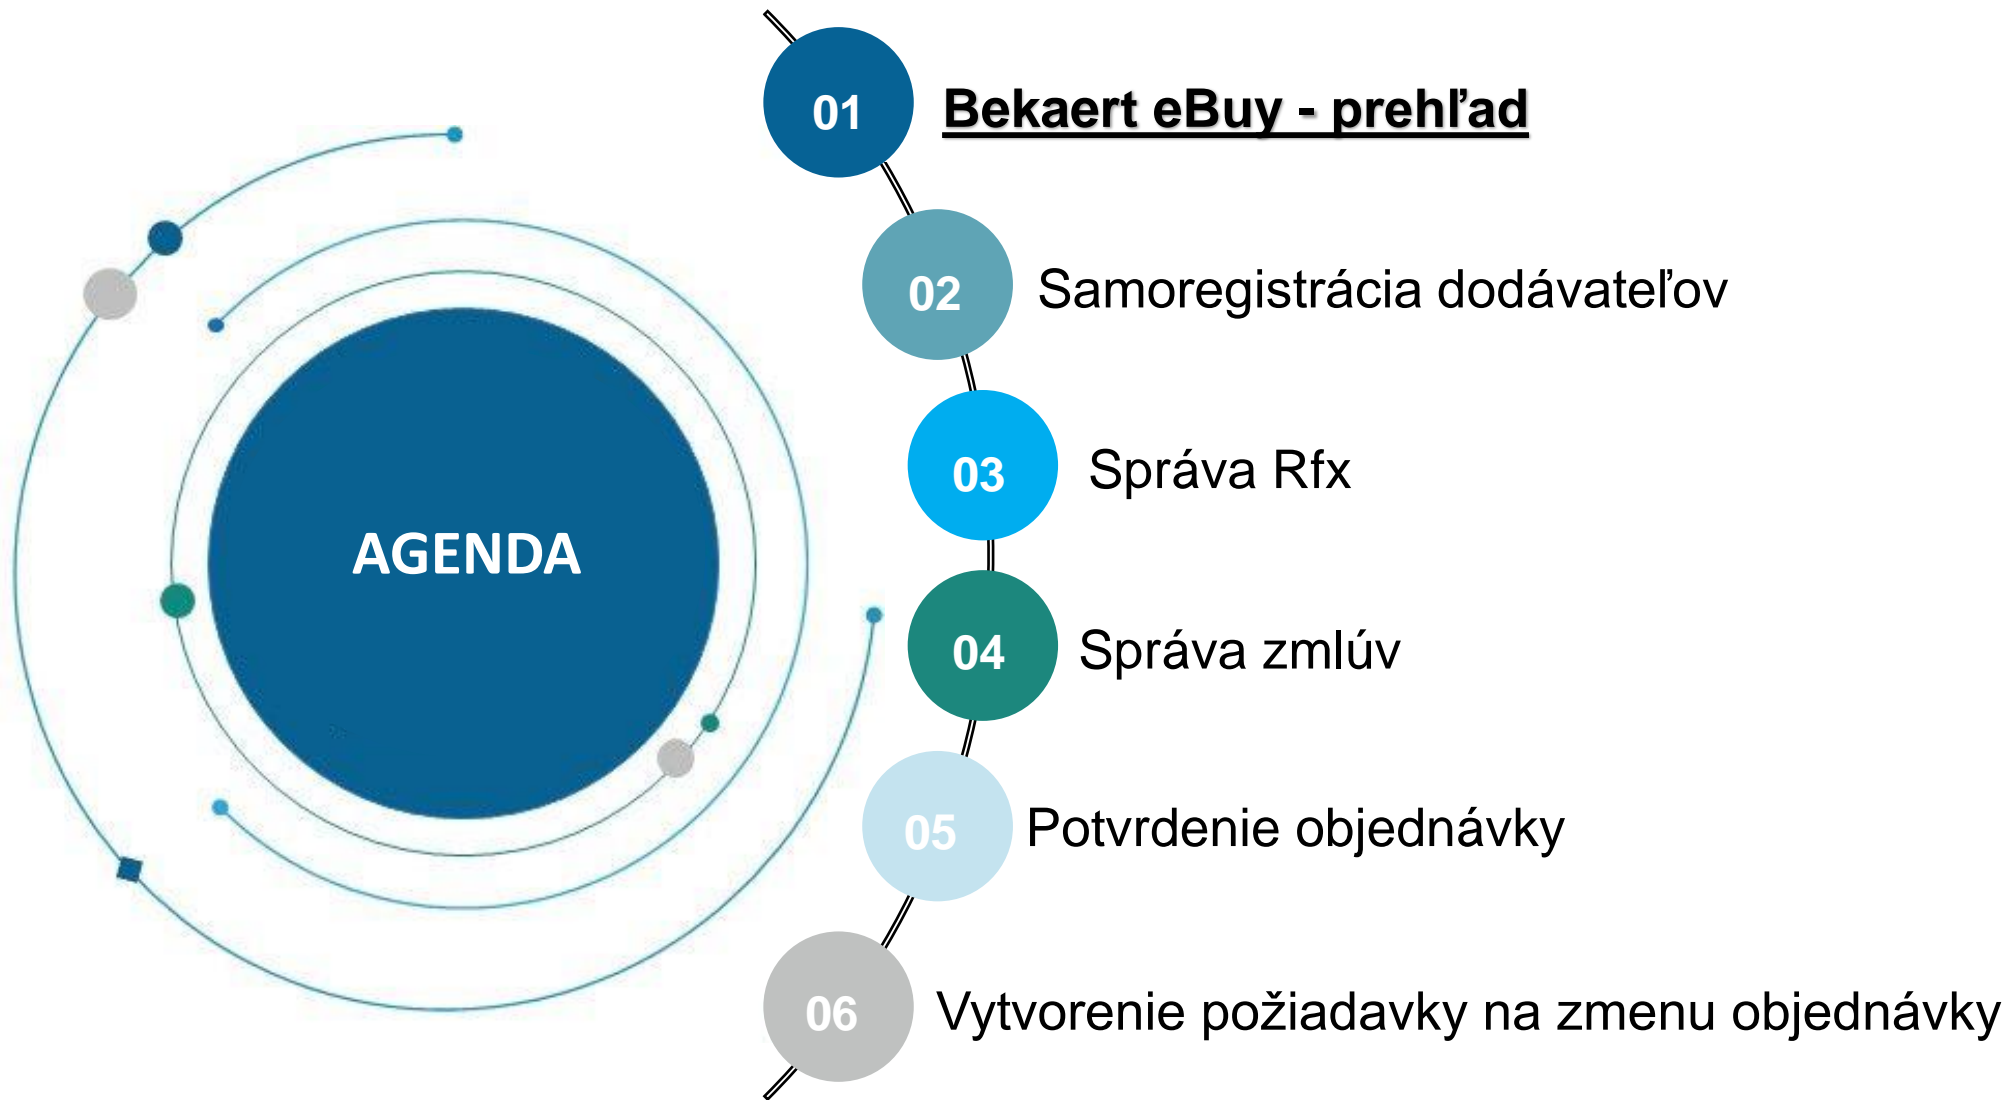 AGENDA
01
Bekaert eBuy - prehľad
02
Samoregistrácia dodávateľov
03
Správa Rfx
04
Správa zmlúv
05
Potvrdenie objednávky
06
Vytvorenie požiadavky na zmenu objednávky